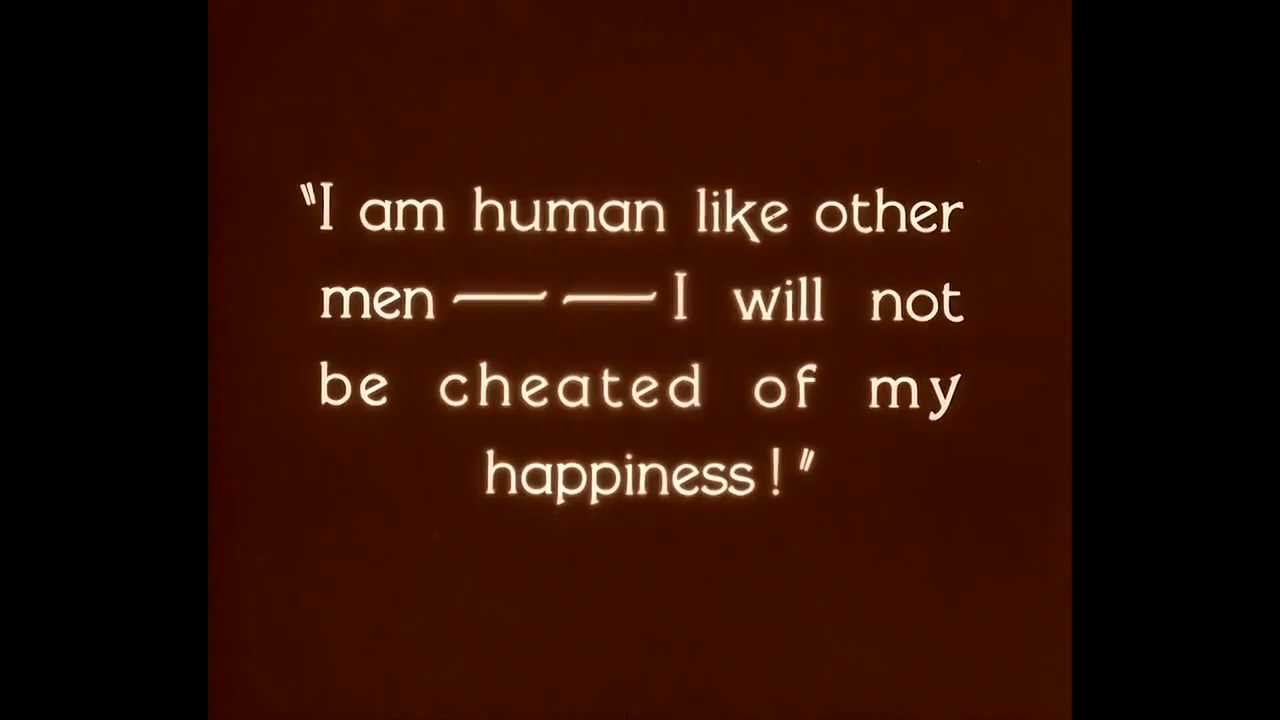 "I am human like other
men — — I will not
be cheated of my
happiness!"